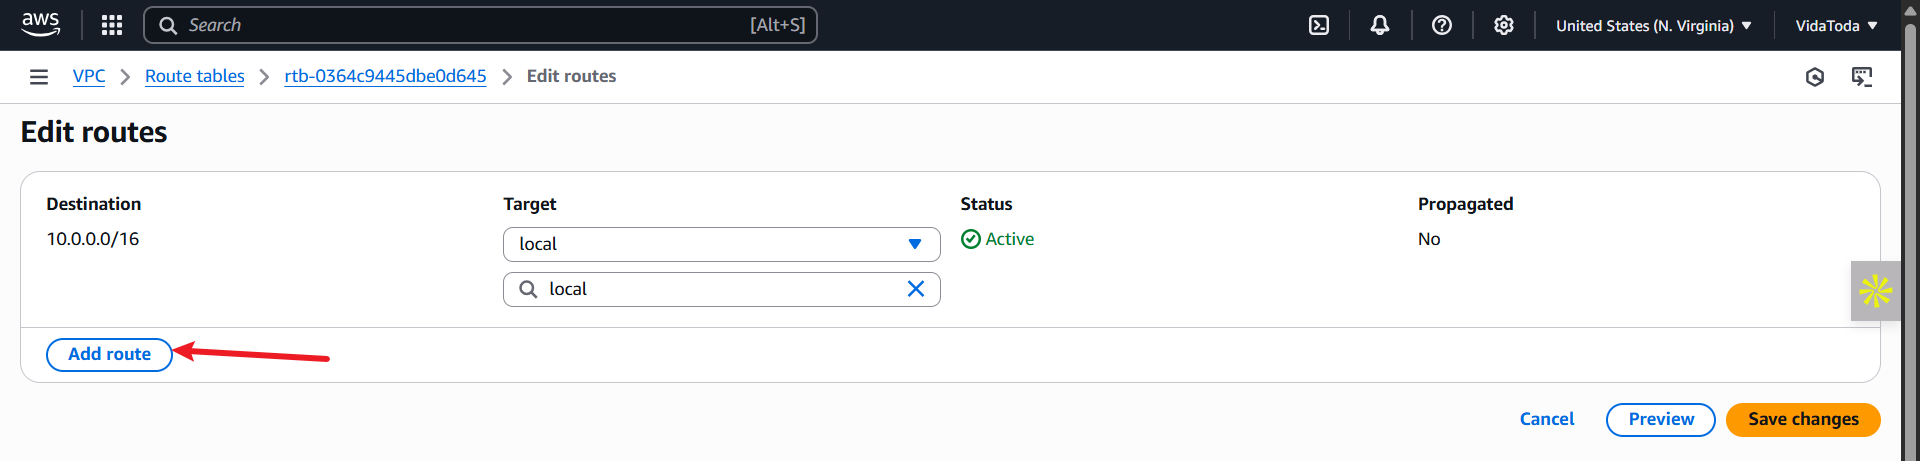 aws
Search [Alt+S]
United States (N. Virginia) VidaToda
VPC Route tables rtb-0364c9445dbe0d645 Edit routes
Edit routes
Destination Target Status Propagated
10.0.0.0/16 local Active No
local
Add route
Cancel Preview Save changes